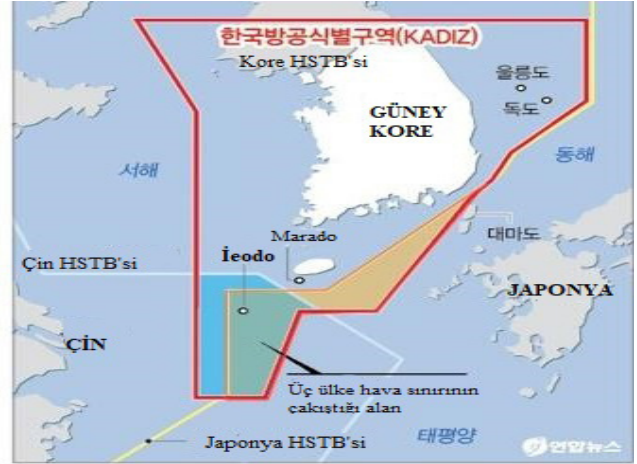 한국방공식별구역(KADIZ)
Kore HSTB'si
울릉도
독도
GÜNEY
KORE
서해
동해
대마도
Marado
İeodo
Çin HSTB'si
JAPONYA
ÇİN
Üç ülke hava sınırının
çakıştığı alan
Japonya HSTB'si
태평양
연합뉴스